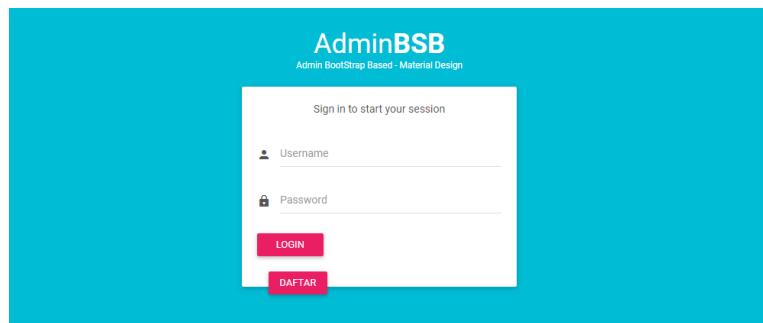 AdminBSB
Admin BootStrap Based - Material Design
Sign in to start your session
Username
Password
LOGIN
DAFTAR